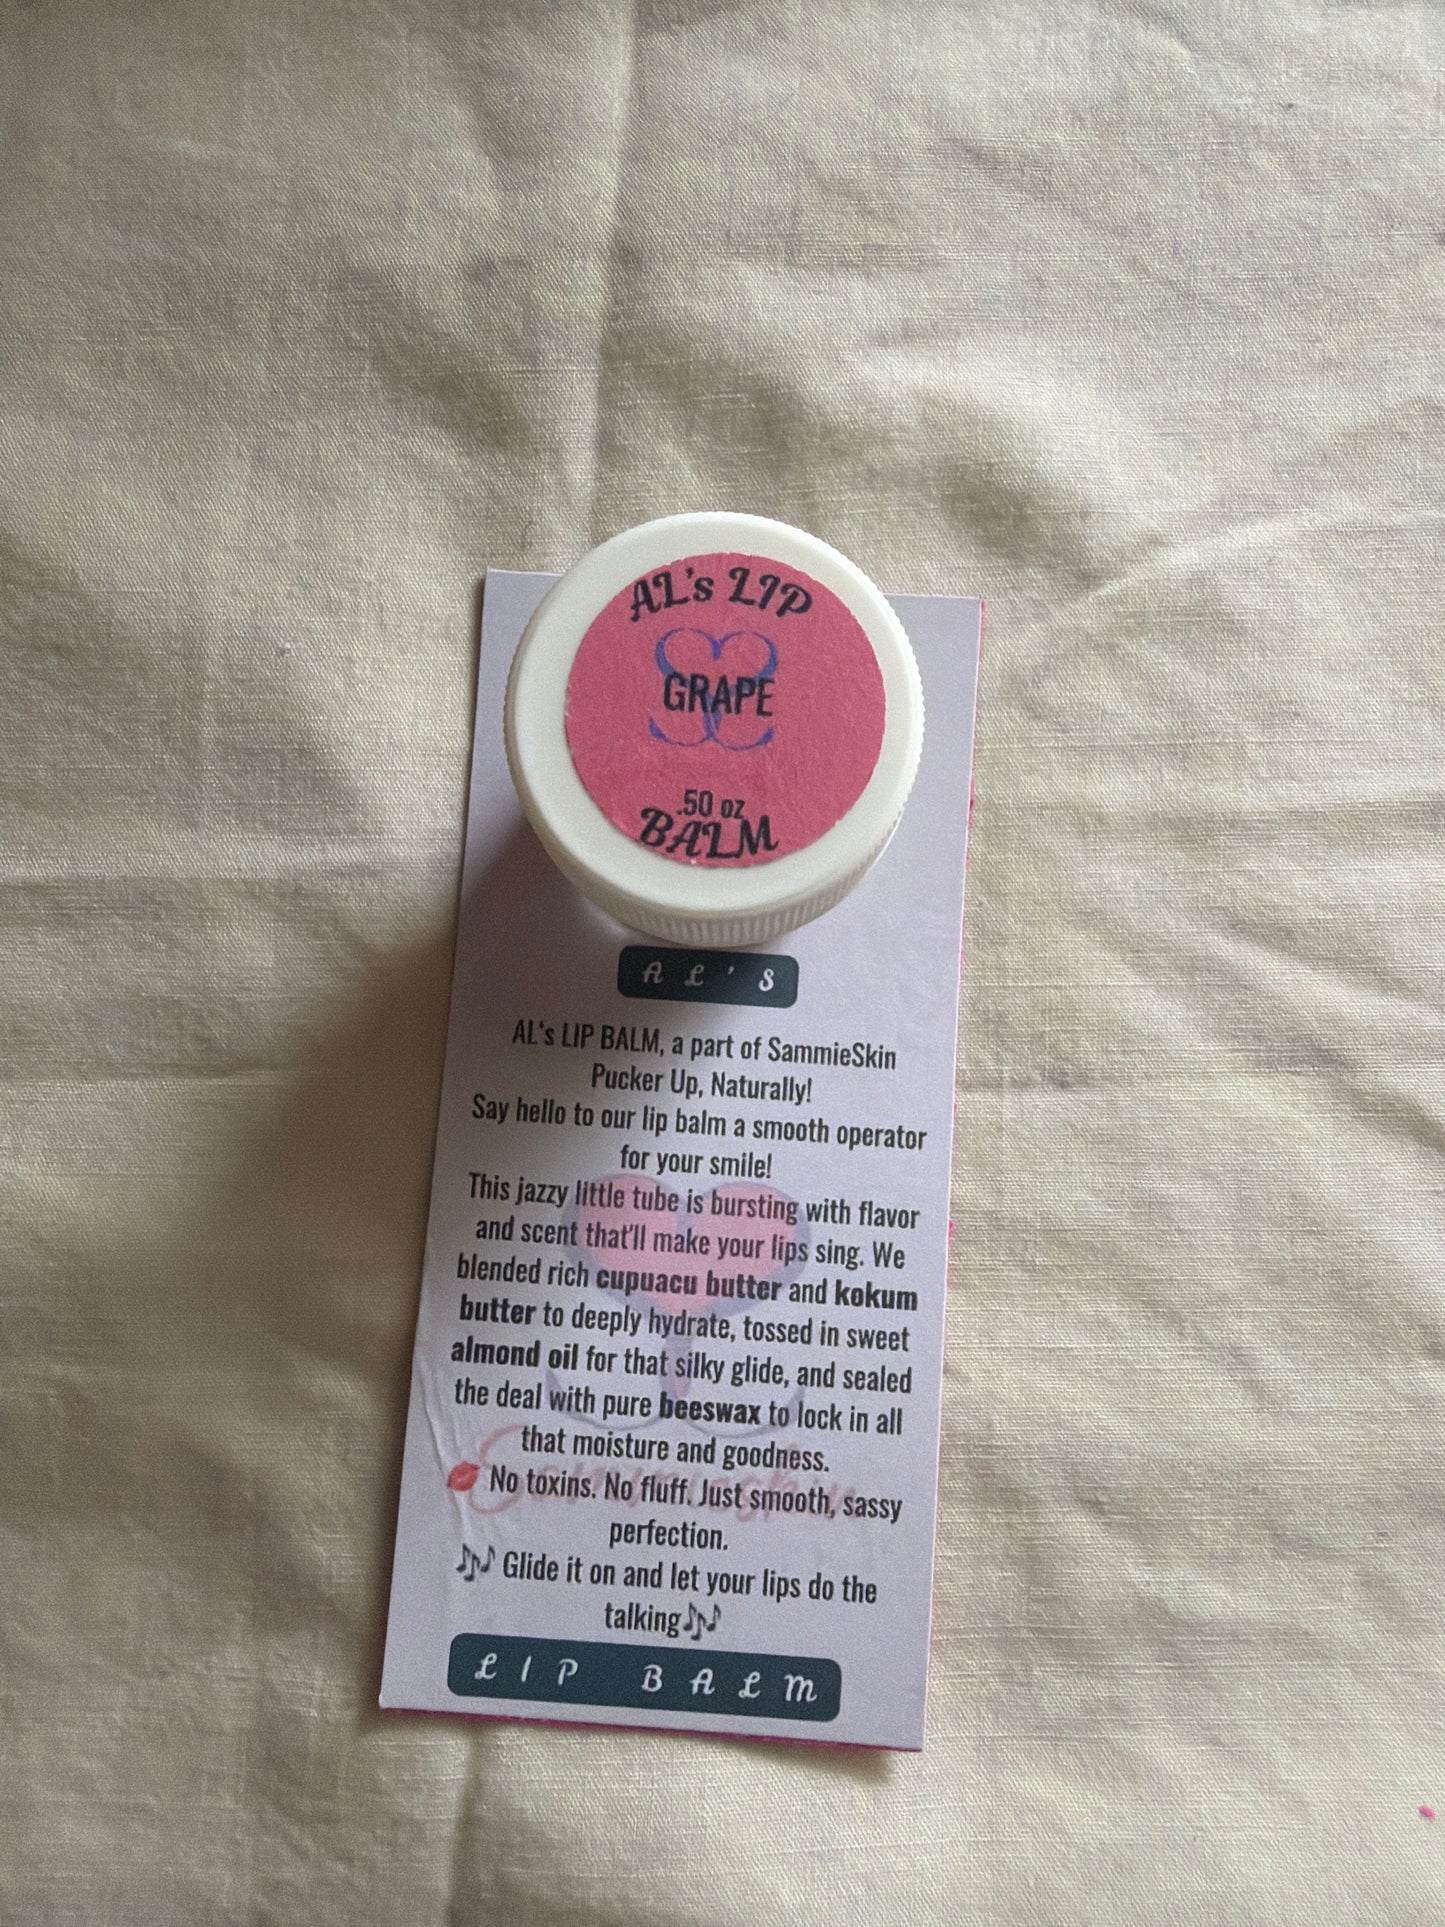 AL's LIP
GRAPE
.50 oz
BALM
AL'S
AL's LIP BALM, a part of SammieSkin
Pucker Up, Naturally!
Say hello to our lip balm a smooth operator
for your smile!
This jazzy little tube is bursting with flavor
and scent that'll make your lips sing. We
blended rich cupuacu butter and kokum
butter to deeply hydrate, tossed in sweet
almond oil for that silky glide, and sealed
the deal with pure beeswax to lock in all
that moisture and goodness.
💋 No toxins. No fluff. Just smooth, sassy
perfection.
🎶 Glide it on and let your lips do the
talking🎶
LIP BALM